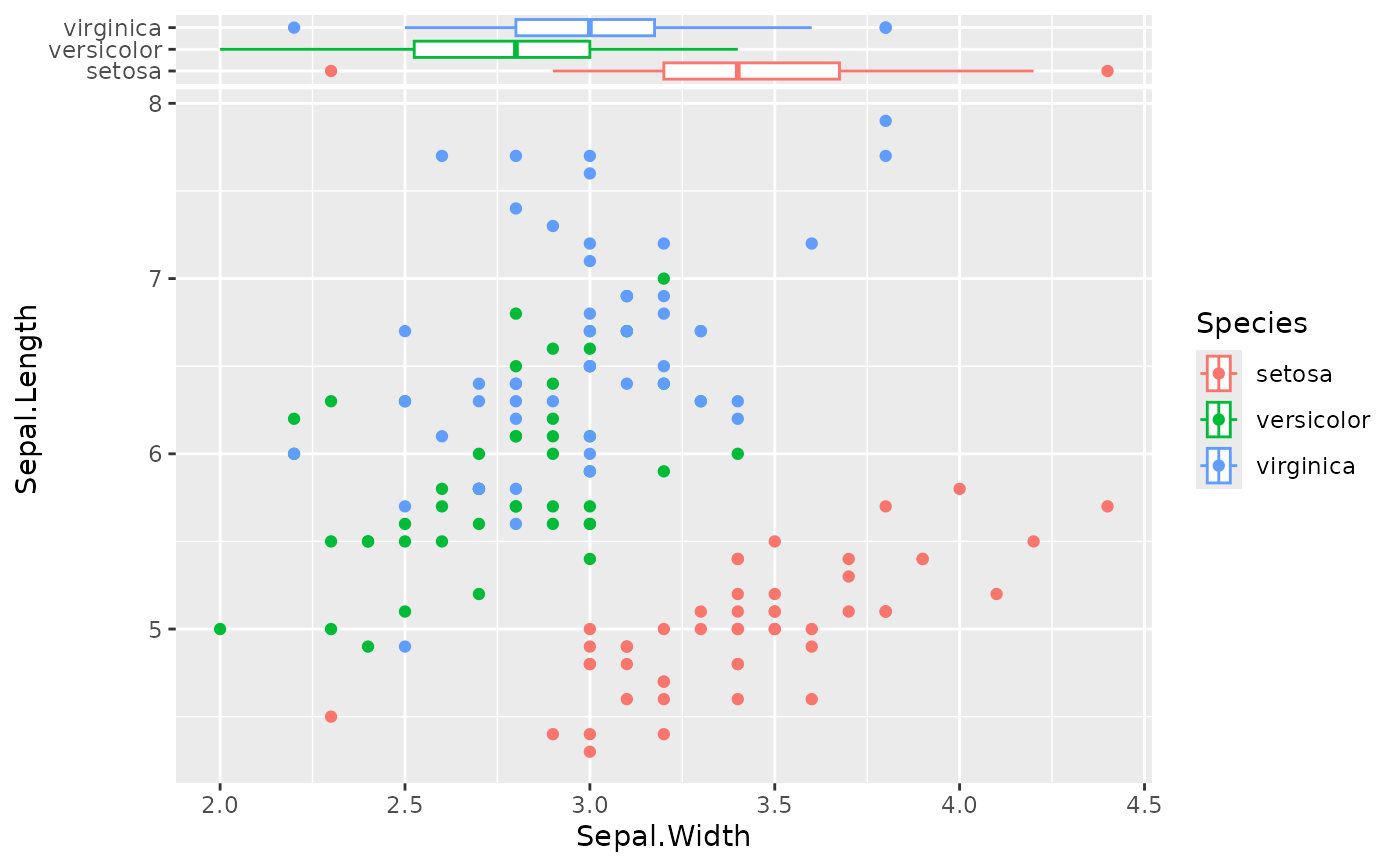 virginica
versicolor
setosa
8
7
6
5
Sepal.Length
2.0 2.5 3.0 3.5 4.0 4.5
Sepal.Width
Species
setosa
versicolor
virginica